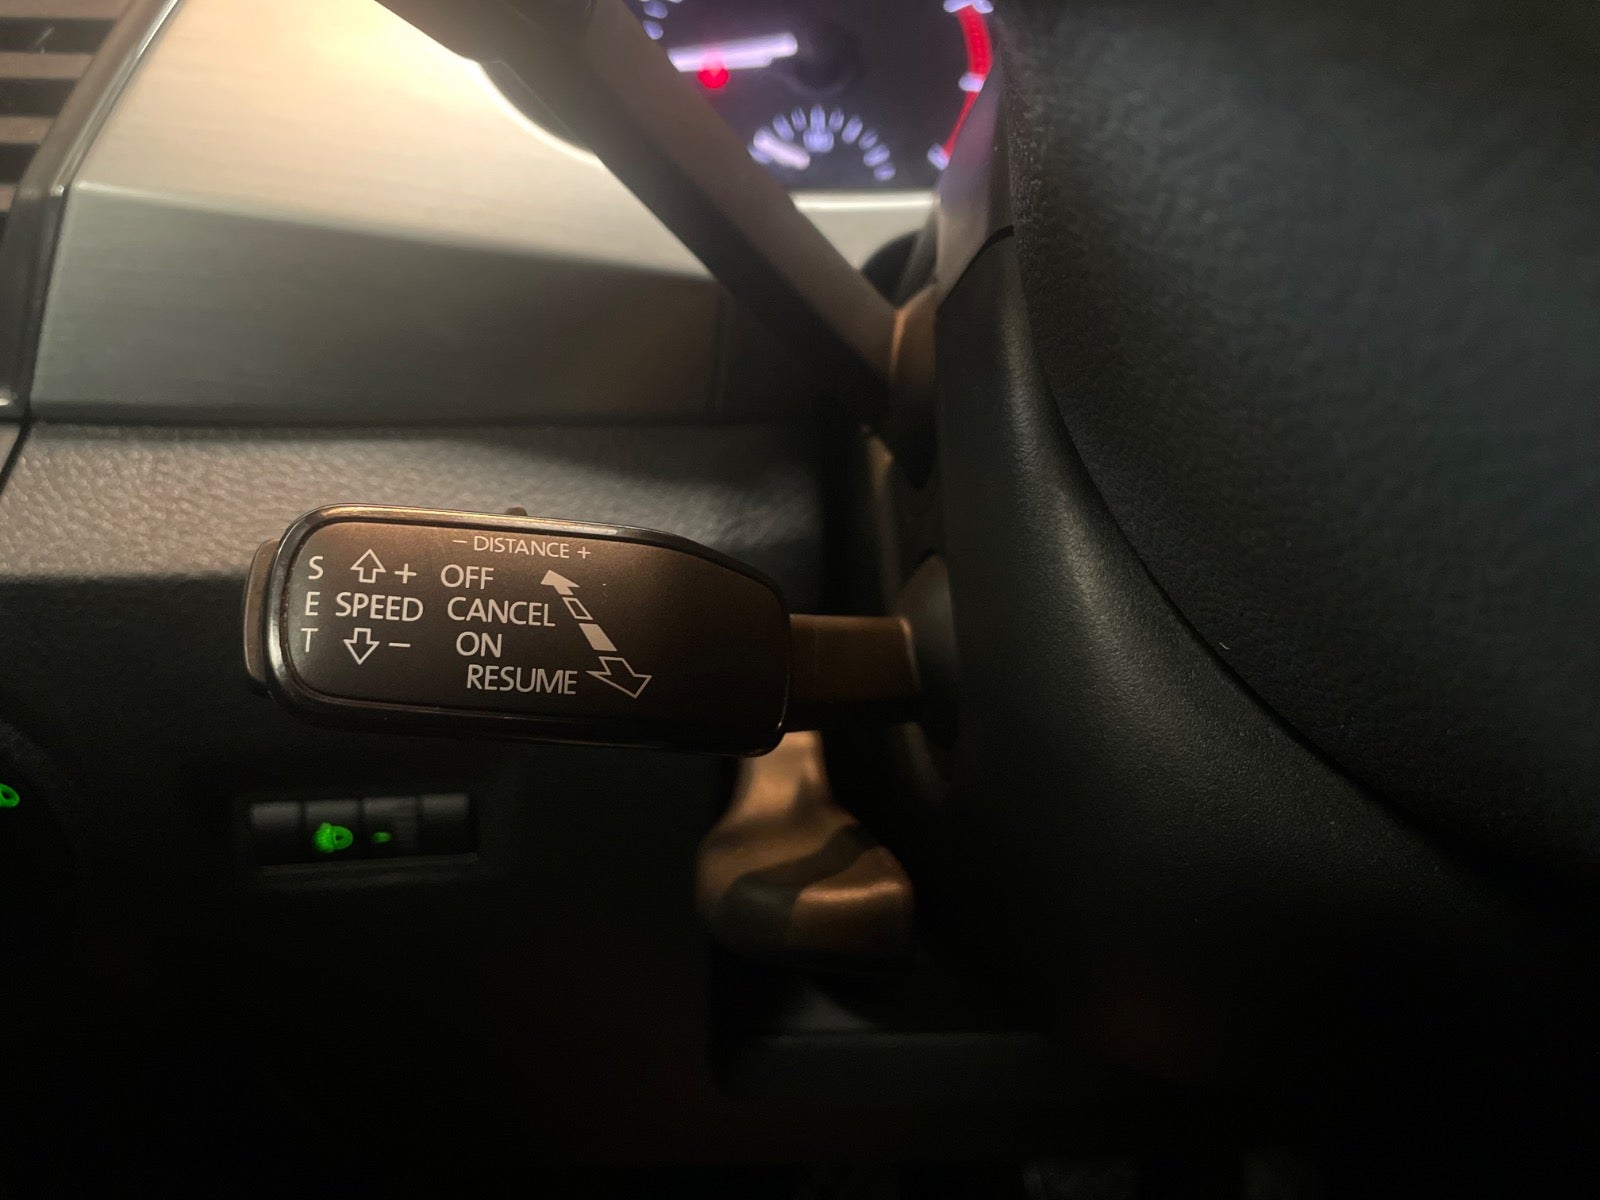 – DISTANCE +
S + OFF
E SPEED CANCEL
T – ON
RESUME